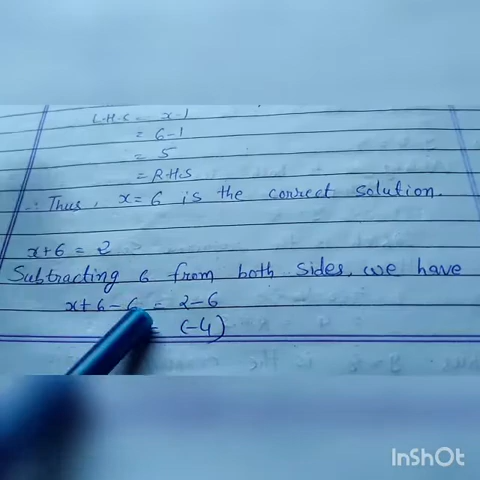 L.H.S = x-1
= 6-1
= 5
= R.H.S
∴ Thus, x = 6 is the correct solution.
x+6 = 2
Subtracting 6 from both sides, we have
x+6-6 = 2-6
= (-4)
InShOt